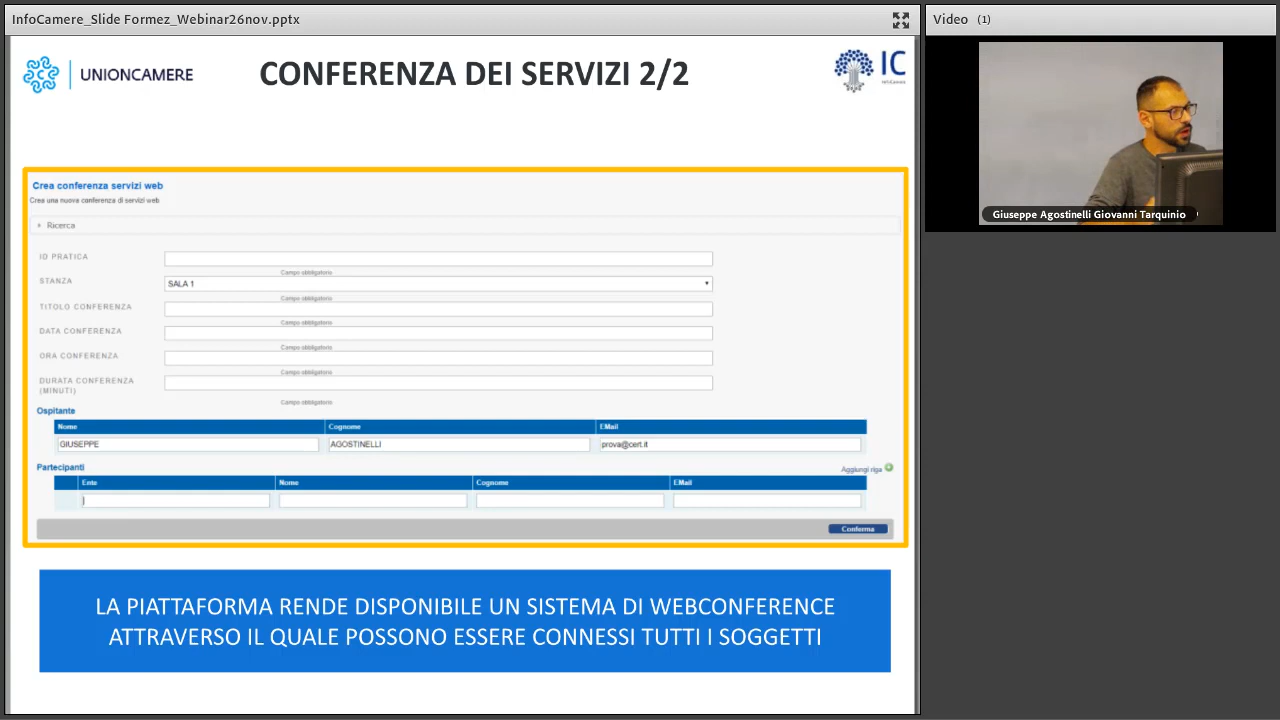 InfoCamere_Slide Formez_Webinar26nov.pptx
Video (1)
UNIONCAMERE
CONFERENZA DEI SERVIZI 2/2
IC
InfoCamere
Crea conferenza servizi web
Crea una nuova conferenza di servizi web
Ricerca
ID PRATICA
Campo obbligatorio
STANZA
SALA 1
Campo obbligatorio
TITOLO CONFERENZA
Campo obbligatorio
DATA CONFERENZA
Campo obbligatorio
ORA CONFERENZA
Campo obbligatorio
DURATA CONFERENZA
(MINUTI)
Campo obbligatorio
Ospitante
Nome Cognome EMail
GIUSEPPE AGOSTINELLI prova@cert.it
Partecipanti
Aggiungi riga
Ente Nome Cognome EMail
Conferma
LA PIATTAFORMA RENDE DISPONIBILE UN SISTEMA DI WEBCONFERENCE
ATTRAVERSO IL QUALE POSSONO ESSERE CONNESSI TUTTI I SOGGETTI
Giuseppe Agostinelli Giovanni Tarquinio